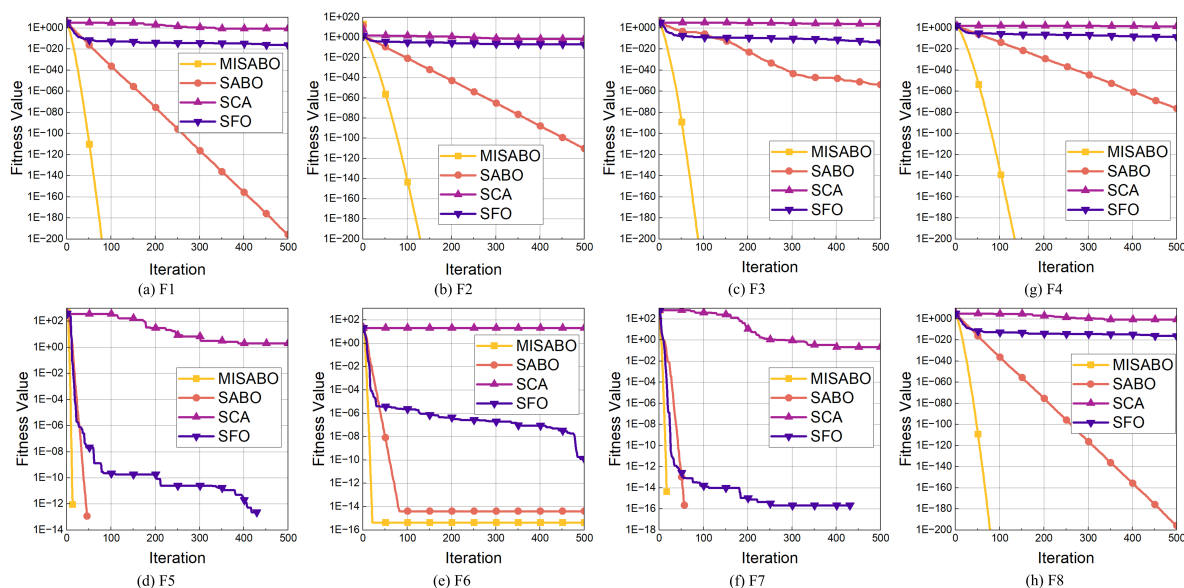 1E+000
1E−020
1E−040
1E−060
1E−080
1E−100
1E−120
1E−140
1E−160
1E−180
1E−200
Fitness Value
MISABO
SABO
SCA
SFO
0 100 200 300 400 500
Iteration
(a) F1
1E+020
1E+000
1E−020
1E−040
1E−060
1E−080
1E−100
1E−120
1E−140
1E−160
1E−180
1E−200
Fitness Value
MISABO
SABO
SCA
SFO
0 100 200 300 400 500
Iteration
(b) F2
1E+000
1E−020
1E−040
1E−060
1E−080
1E−100
1E−120
1E−140
1E−160
1E−180
1E−200
Fitness Value
MISABO
SABO
SCA
SFO
0 100 200 300 400 500
Iteration
(c) F3
1E+000
1E−020
1E−040
1E−060
1E−080
1E−100
1E−120
1E−140
1E−160
1E−180
1E−200
Fitness Value
MISABO
SABO
SCA
SFO
0 100 200 300 400 500
Iteration
(g) F4
1E+02
1E+00
1E−02
1E−04
1E−06
1E−08
1E−10
1E−12
1E−14
Fitness Value
MISABO
SABO
SCA
SFO
0 100 200 300 400 500
Iteration
(d) F5
1E+02
1E+00
1E−02
1E−04
1E−06
1E−08
1E−10
1E−12
1E−14
1E−16
Fitness Value
MISABO
SABO
SCA
SFO
0 100 200 300 400 500
Iteration
(e) F6
1E+02
1E+00
1E−02
1E−04
1E−06
1E−08
1E−10
1E−12
1E−14
1E−16
1E−18
Fitness Value
MISABO
SABO
SCA
SFO
0 100 200 300 400 500
Iteration
(f) F7
1E+000
1E−020
1E−040
1E−060
1E−080
1E−100
1E−120
1E−140
1E−160
1E−180
1E−200
Fitness Value
MISABO
SABO
SCA
SFO
0 100 200 300 400 500
Iteration
(h) F8